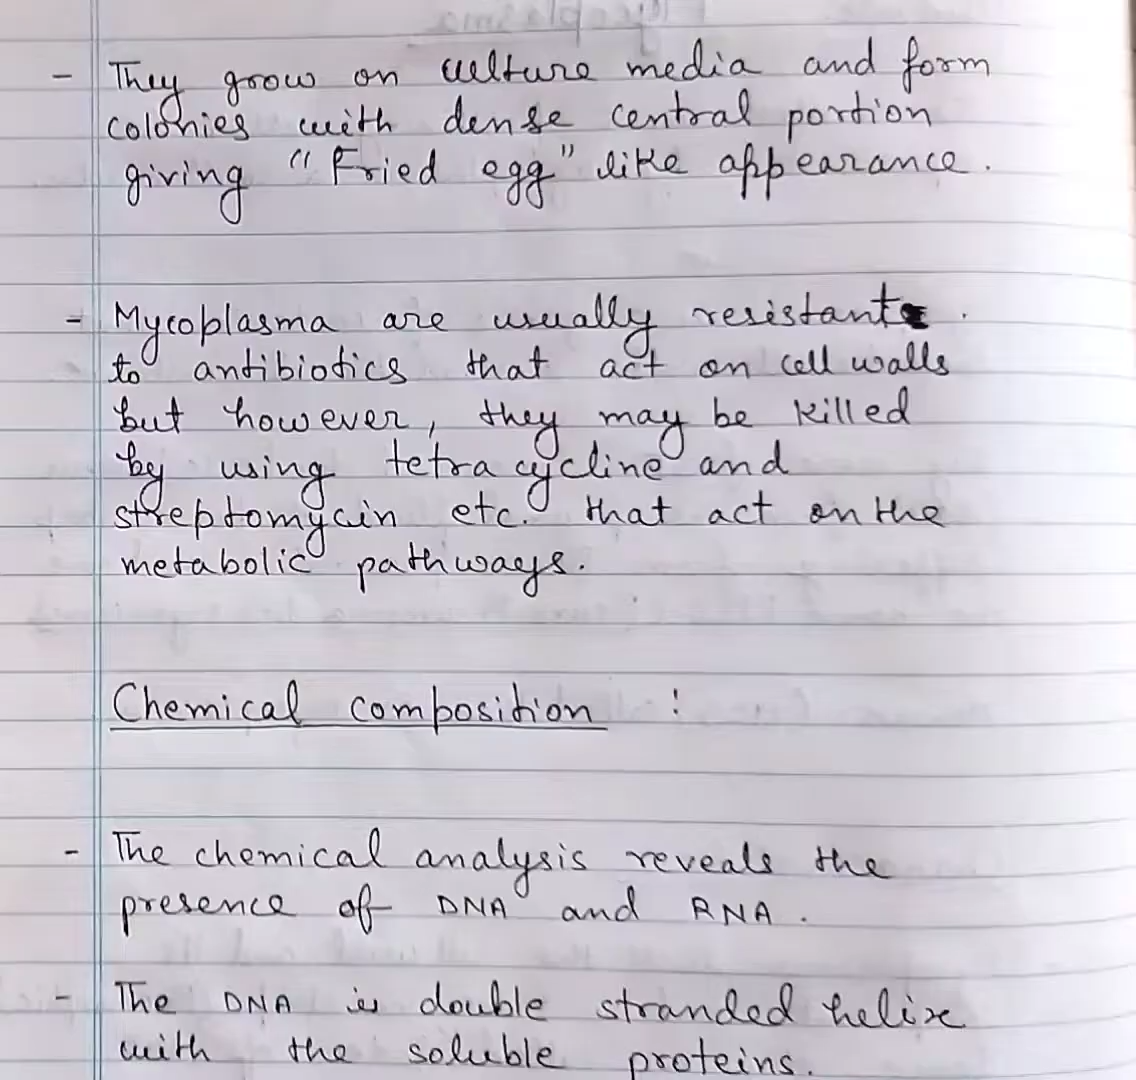 - They grow on culture media and form
colonies with dense central portion
giving "Fried egg" like appearance.
- Mycoplasma are usually resistant
to antibiotics that act on cell walls
but however, they may be killed
by using tetracycline and
streptomycin etc. that act on the
metabolic pathways.
Chemical composition :
- The chemical analysis reveals the
presence of DNA and RNA.
- The DNA is double stranded helix
with the soluble proteins.